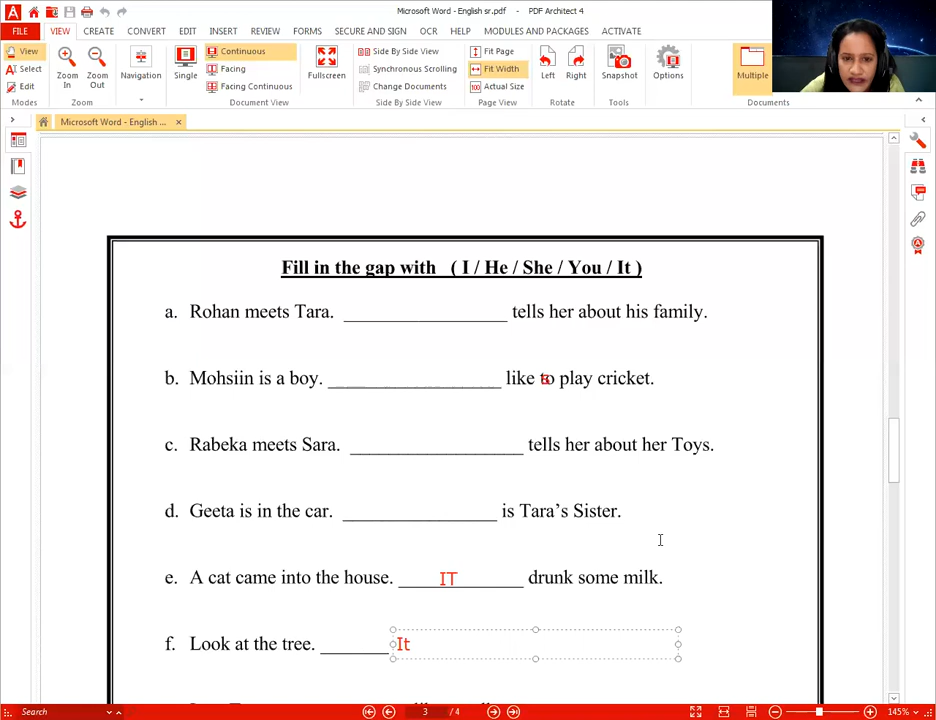 Microsoft Word - English sr.pdf - PDF Architect 4
FILE VIEW CREATE CONVERT EDIT INSERT REVIEW FORMS SECURE AND SIGN OCR HELP MODULES AND PACKAGES ACTIVATE
View
Select
Edit
Modes
Zoom In
Zoom Out
Zoom
Navigation
Single
Continuous
Facing
Facing Continuous
Document View
Fullscreen
Side By Side View
Synchronous Scrolling
Change Documents
Side By Side View
Fit Page
Fit Width
Actual Size
Page View
Left
Right
Rotate
Snapshot
Tools
Options
Multiple
Documents
Microsoft Word - English ...
Fill in the gap with ( I / He / She / You / It )
a. Rohan meets Tara. ________________ tells her about his family.
b. Mohsiin is a boy. _________________ like to play cricket.
c. Rabeka meets Sara. _________________ tells her about her Toys.
d. Geeta is in the car. _______________ is Tara's Sister.
e. A cat came into the house. ____IT______ drunk some milk.
f. Look at the tree. _______ It
Search
3 / 4
145%